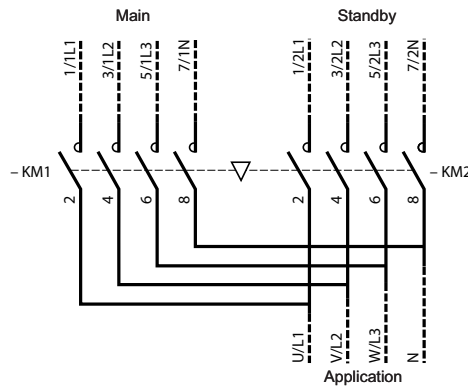 Main
Standby
1/1L1
3/1L2
5/1L3
7/1N
1/2L1
3/2L2
5/2L3
7/2N
– KM1
– KM2
2
4
6
8
2
4
6
8
U/L1
V/L2
W/L3
N
Application